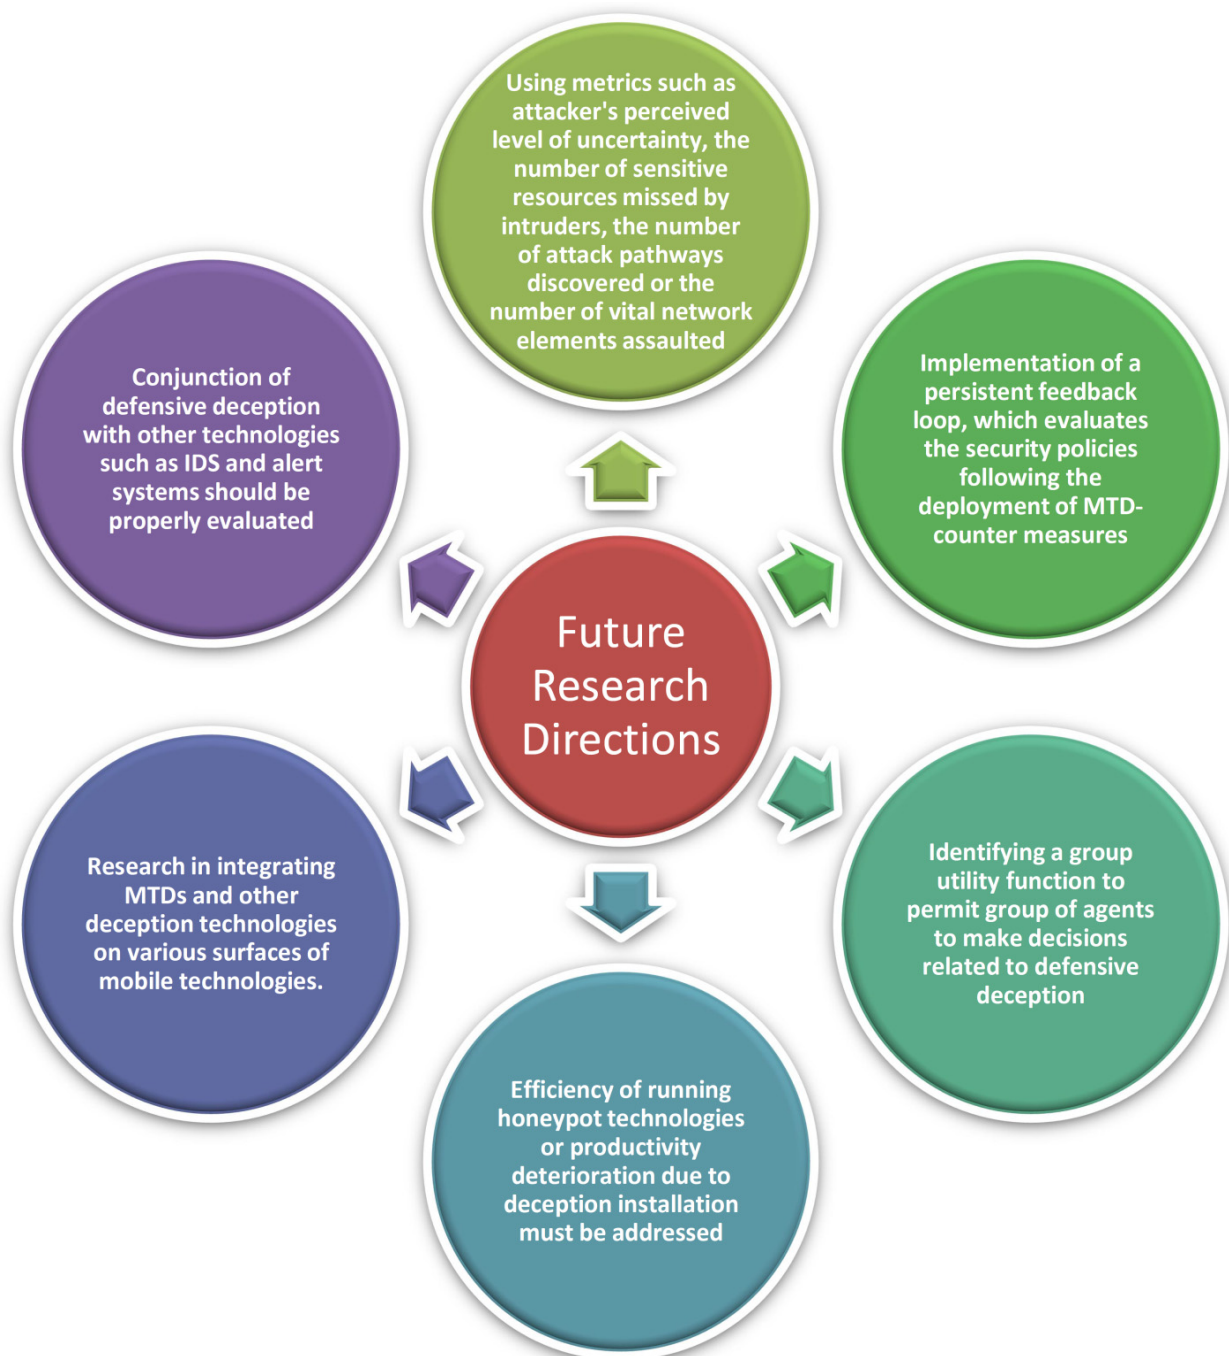 Using metrics such as
attacker's perceived
level of uncertainty, the
number of sensitive
resources missed by
intruders, the number
of attack pathways
discovered or the
number of vital network
elements assaulted
Implementation of a
persistent feedback
loop, which evaluates
the security policies
following the
deployment of MTD-
counter measures
Identifying a group
utility function to
permit group of agents
to make decisions
related to defensive
deception
Efficiency of running
honeypot technologies
or productivity
deterioration due to
deception installation
must be addressed
Research in integrating
MTDs and other
deception technologies
on various surfaces of
mobile technologies.
Conjunction of
defensive deception
with other technologies
such as IDS and alert
systems should be
properly evaluated
Future
Research
Directions